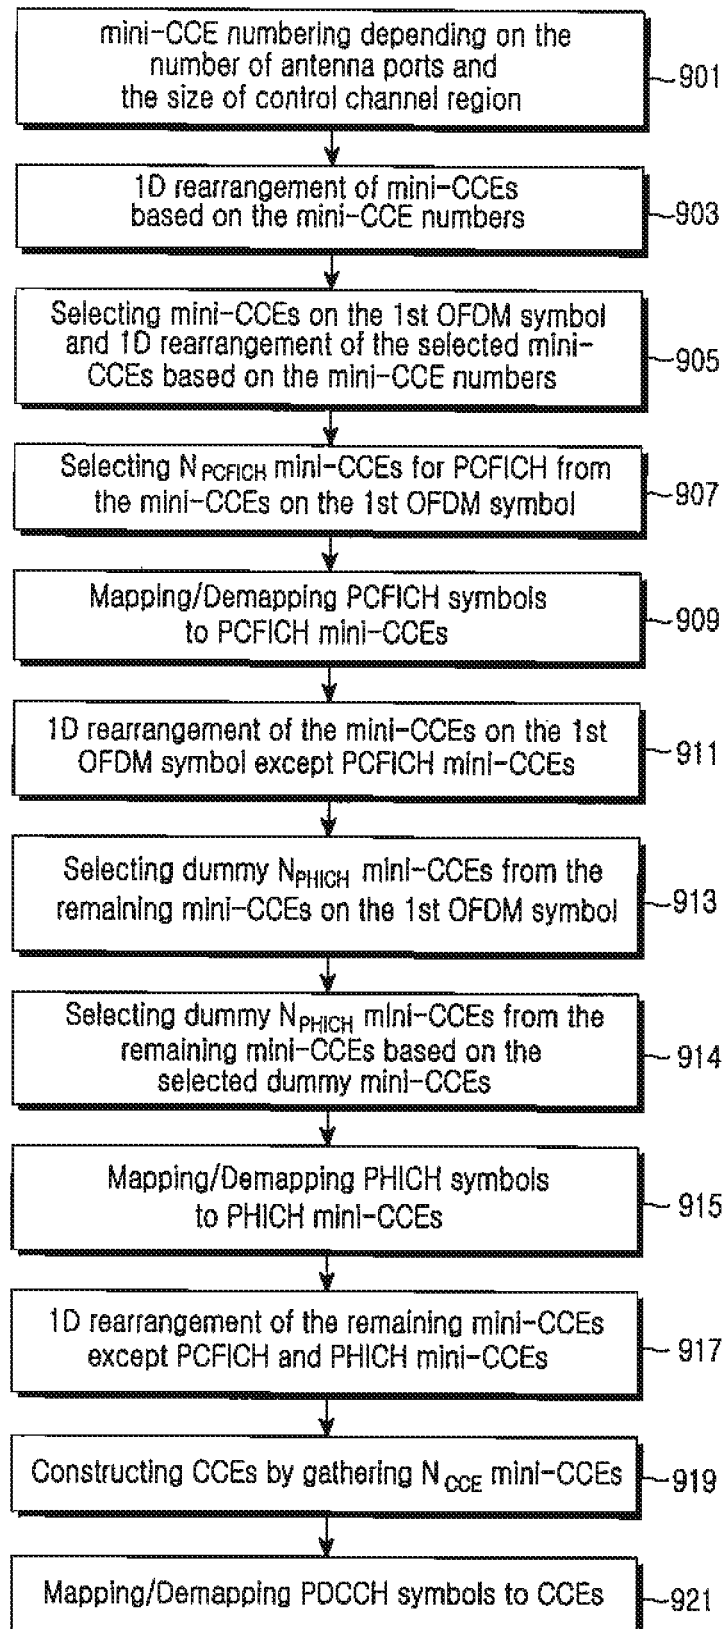 mini-CCE numbering depending on the
number of antenna ports and
the size of control channel region
901
1D rearrangement of mini-CCEs
based on the mini-CCE numbers
903
Selecting mini-CCEs on the 1st OFDM symbol
and 1D rearrangement of the selected mini-
CCEs based on the mini-CCE numbers
905
Selecting NPCFICH mini-CCEs for PCFICH from
the mini-CCEs on the 1st OFDM symbol
907
Mapping/Demapping PCFICH symbols
to PCFICH mini-CCEs
909
1D rearrangement of the mini-CCEs on the 1st
OFDM symbol except PCFICH mini-CCEs
911
Selecting dummy NPHICH mini-CCEs from the
remaining mini-CCEs on the 1st OFDM symbol
913
Selecting dummy NPHICH mini-CCEs from the
remaining mini-CCEs based on the
selected dummy mini-CCEs
914
Mapping/Demapping PHICH symbols
to PHICH mini-CCEs
915
1D rearrangement of the remaining mini-CCEs
except PCFICH and PHICH mini-CCEs
917
Constructing CCEs by gathering NCCE mini-CCEs
919
Mapping/Demapping PDCCH symbols to CCEs
921